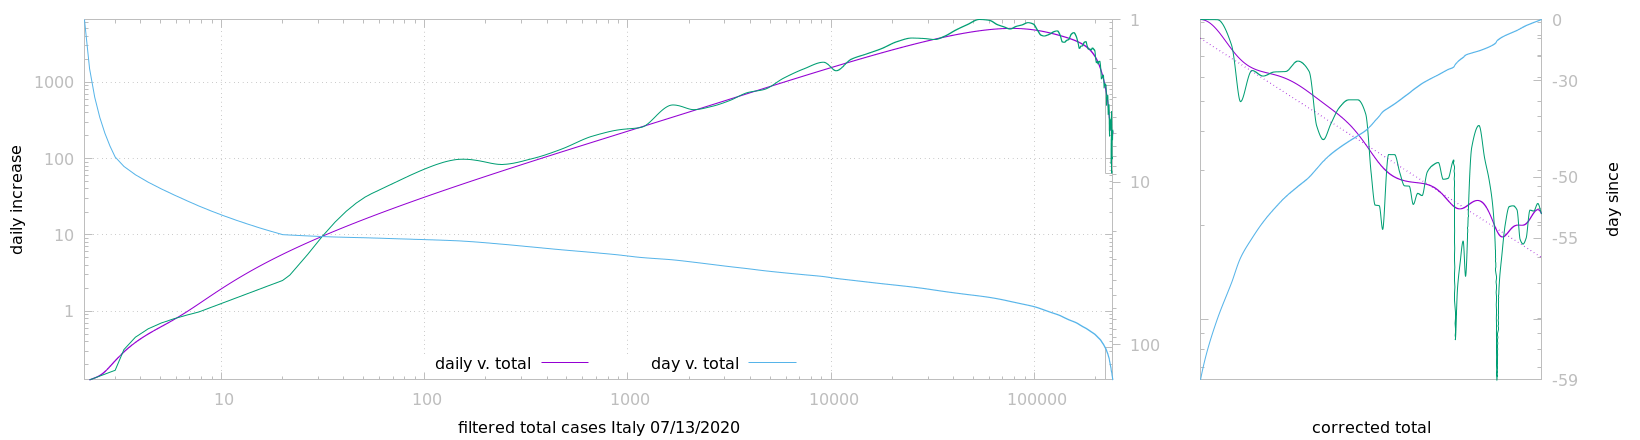 1
0
1000
-30
daily increase
100
10
-50
day since
10
-55
1
daily v. total
day v. total
100
-59
10
100
1000
10000
100000
filtered total cases Italy 07/13/2020
corrected total